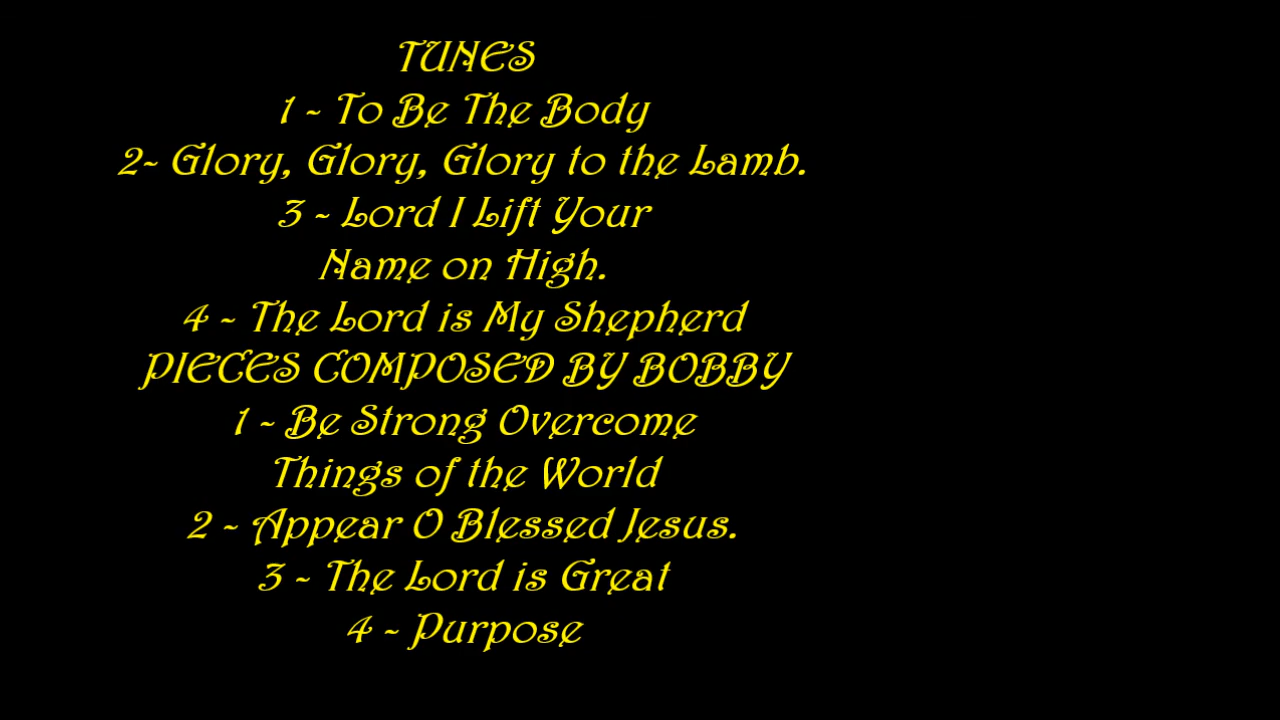 TUNES
1 - To Be The Body
2- Glory, Glory, Glory to the Lamb.
3 - Lord I Lift Your
Name on High.
4 - The Lord is My Shepherd
PIECES COMPOSED BY BOBBY
1 - Be Strong Overcome
Things of the World
2 - Appear O Blessed Jesus.
3 - The Lord is Great
4 - Purpose